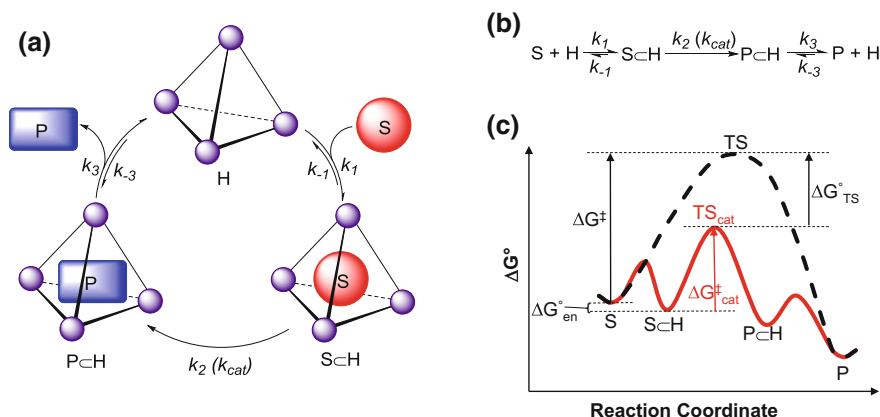 (a)
P
S
k3
k-3
H
k-1
k1
P
S
P⊂H
k2 (kcat)
S⊂H
(b)
S + H k1 k-1 S⊂H k2 (kcat) P⊂H k3 k-3 P + H
(c)
TS
ΔG‡
TScat
ΔG°TS
ΔG°
ΔG‡cat
ΔG°en
S
S⊂H
P⊂H
P
Reaction Coordinate